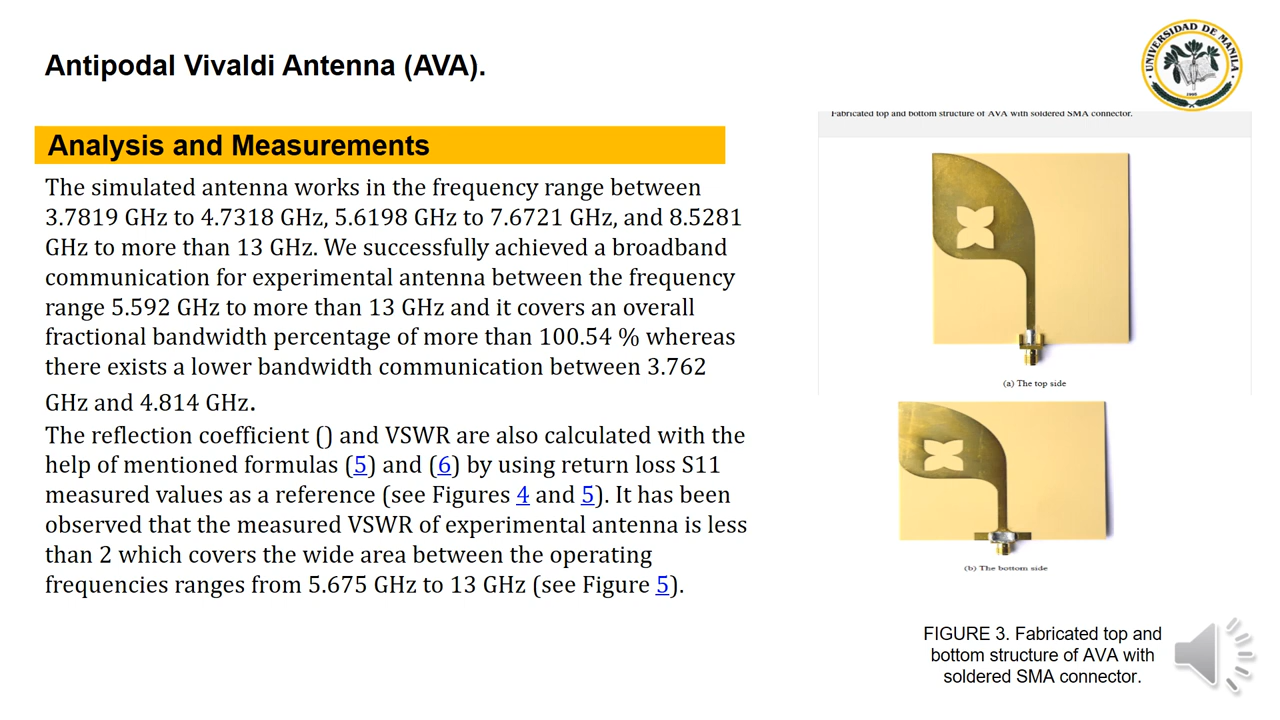 Antipodal Vivaldi Antenna (AVA).
UNIVERSIDAD DE MANILA
1995
Analysis and Measurements
The simulated antenna works in the frequency range between
3.7819 GHz to 4.7318 GHz, 5.6198 GHz to 7.6721 GHz, and 8.5281
GHz to more than 13 GHz. We successfully achieved a broadband
communication for experimental antenna between the frequency
range 5.592 GHz to more than 13 GHz and it covers an overall
fractional bandwidth percentage of more than 100.54 % whereas
there exists a lower bandwidth communication between 3.762
GHz and 4.814 GHz.
The reflection coefficient () and VSWR are also calculated with the
help of mentioned formulas (5) and (6) by using return loss S11
measured values as a reference (see Figures 4 and 5). It has been
observed that the measured VSWR of experimental antenna is less
than 2 which covers the wide area between the operating
frequencies ranges from 5.675 GHz to 13 GHz (see Figure 5).
Fabricated top and bottom structure of AVA with soldered SMA connector.
(a) The top side
(b) The bottom side
FIGURE 3. Fabricated top and
bottom structure of AVA with
soldered SMA connector.